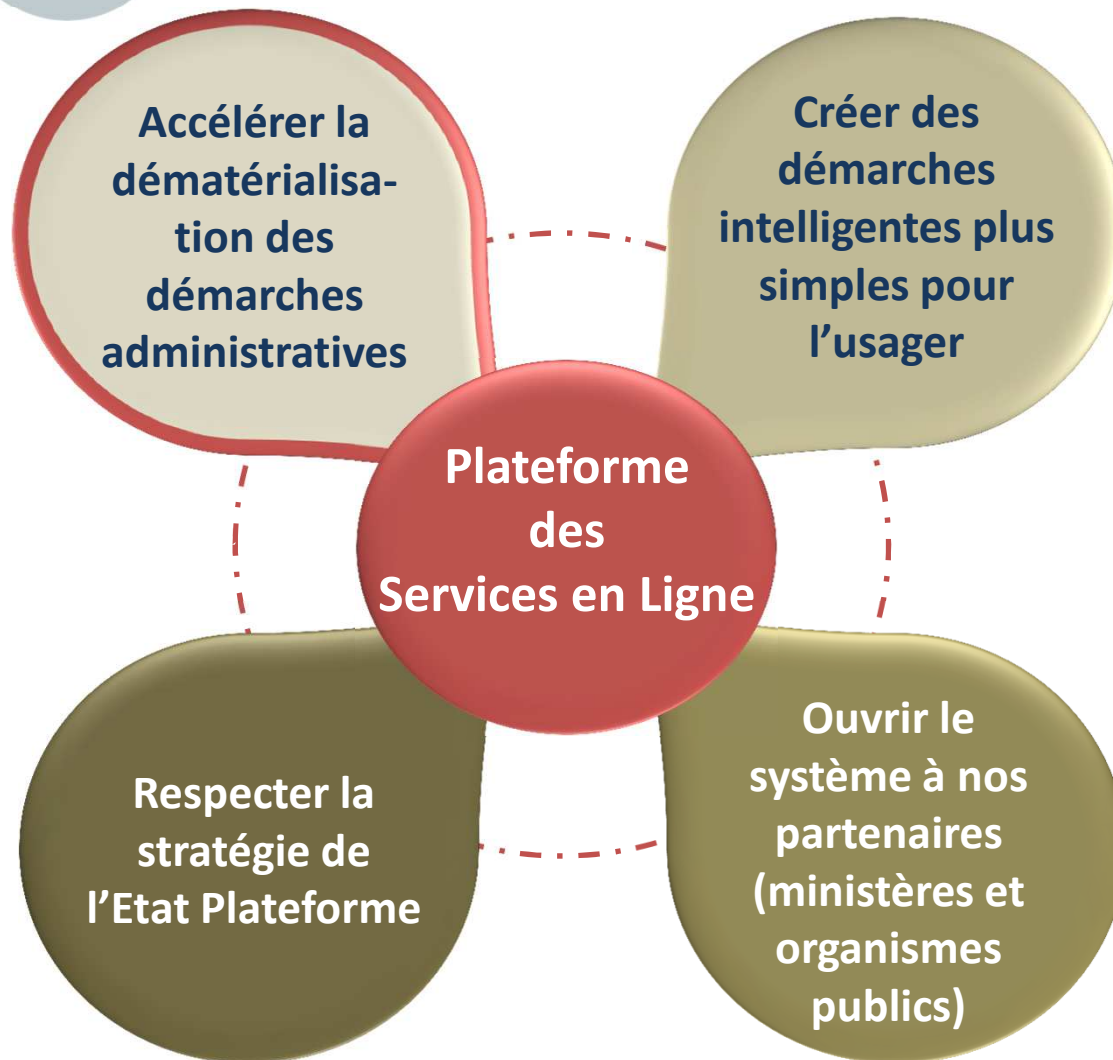 Accélérer la
dématérialisa-
tion des
démarches
administratives
Créer des
démarches
intelligentes plus
simples pour
l’usager
Plateforme
des
Services en Ligne
Respecter la
stratégie de
l’Etat Plateforme
Ouvrir le
système à nos
partenaires
(ministères et
organismes
publics)